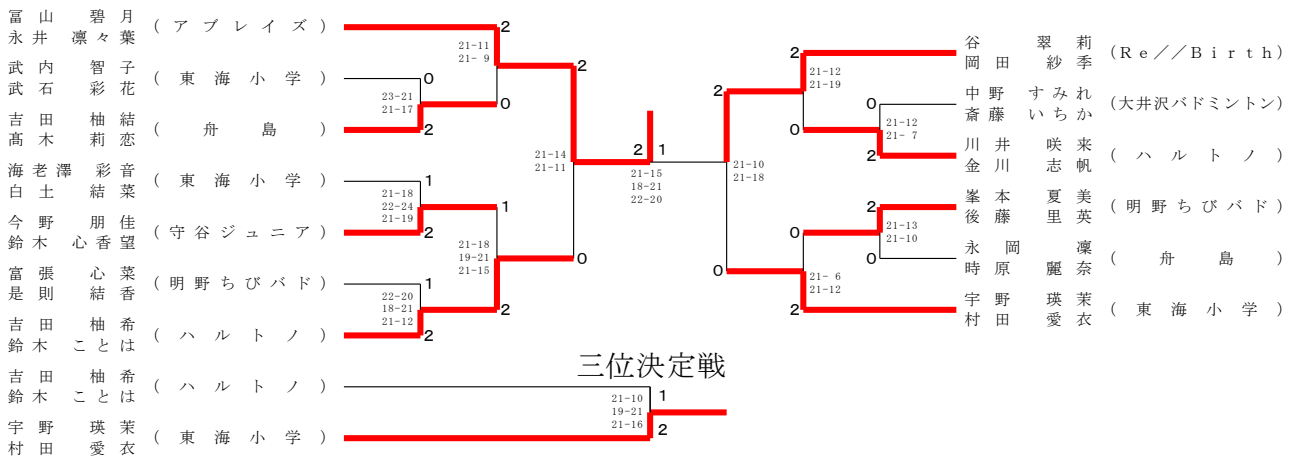 冨山 碧月
永井 凛々葉
(アプレイズ)
2
21-11
21- 9
武内 智子
武石 彩花
(東海小学)
0
23-21
21-17
0
吉田 柚結
髙木 莉恋
(舟島)
2
2
21-14
21-11
海老澤 彩音
白土 結菜
(東海小学)
1
21-18
22-24
21-19
今野 朋佳
鈴木 心香望
(守谷ジュニア)
2
1
21-18
19-21
21-15
0
富張 心菜
是則 結香
(明野ちびバド)
1
22-20
18-21
21-12
2
吉田 柚希
鈴木 ことは
(ハルトノ)
2
2 1
21-15
18-21
22-20
谷 翠莉
岡田 紗季
(Re//Birth)
2
21-12
21-19
2
中野 すみれ
斎藤 いちか
(大井沢バドミントン)
0
21-12
21- 7
0
川井 咲来
金川 志帆
(ハルトノ)
2
21-10
21-18
峯本 夏美
後藤 里英
(明野ちびバド)
2
21-13
21-10
0
永岡 凜
時原 麗奈
(舟島)
0
0
21- 6
21-12
宇野 瑛茉
村田 愛衣
(東海小学)
2
三位決定戦
吉田 柚希
鈴木 ことは
(ハルトノ)
1
21-10
19-21
21-16
宇野 瑛茉
村田 愛衣
(東海小学)
2